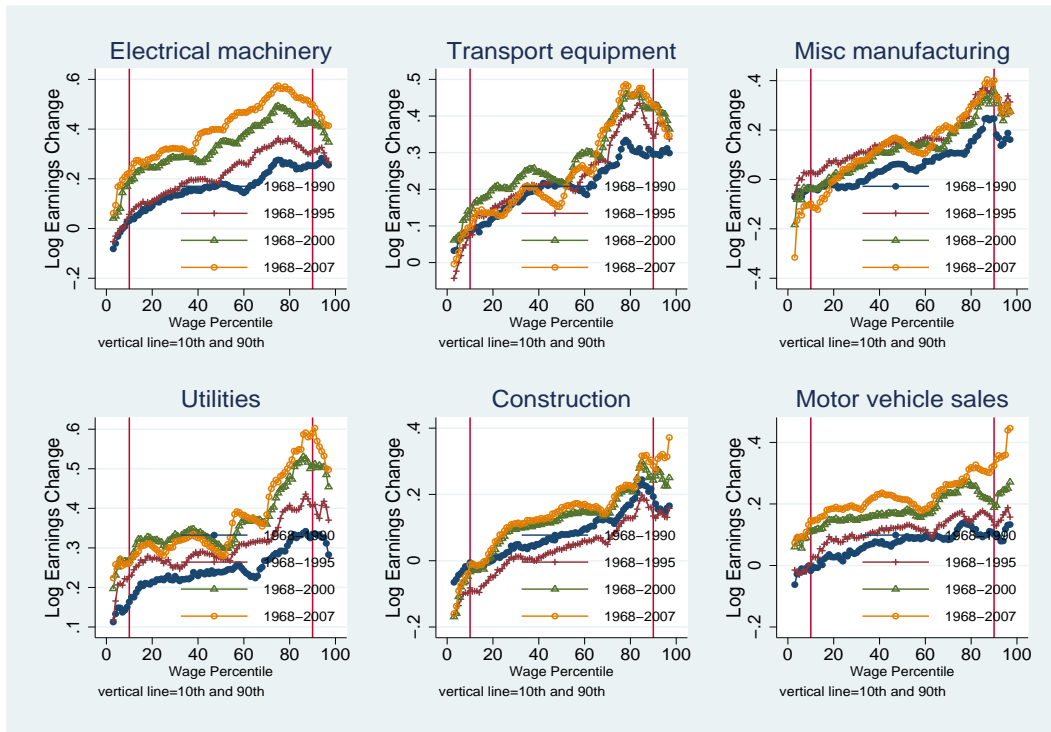 Electrical machinery
Log Earnings Change
.6
.4
.2
0
−.2
1968−1990
1968−1995
1968−2000
1968−2007
0 20 40 60 80 100
Wage Percentile
vertical line=10th and 90th
Transport equipment
Log Earnings Change
.5
.4
.3
.2
.1
0
1968−1990
1968−1995
1968−2000
1968−2007
0 20 40 60 80 100
Wage Percentile
vertical line=10th and 90th
Misc manufacturing
Log Earnings Change
.4
.2
0
−.2
−.4
1968−1990
1968−1995
1968−2000
1968−2007
0 20 40 60 80 100
Wage Percentile
vertical line=10th and 90th
Utilities
Log Earnings Change
.6
.5
.4
.3
.2
.1
1968−1990
1968−1995
1968−2000
1968−2007
0 20 40 60 80 100
Wage Percentile
vertical line=10th and 90th
Construction
Log Earnings Change
.4
.2
0
−.2
1968−1990
1968−1995
1968−2000
1968−2007
0 20 40 60 80 100
Wage Percentile
vertical line=10th and 90th
Motor vehicle sales
Log Earnings Change
.4
.2
0
−.2
1968−1990
1968−1995
1968−2000
1968−2007
0 20 40 60 80 100
Wage Percentile
vertical line=10th and 90th